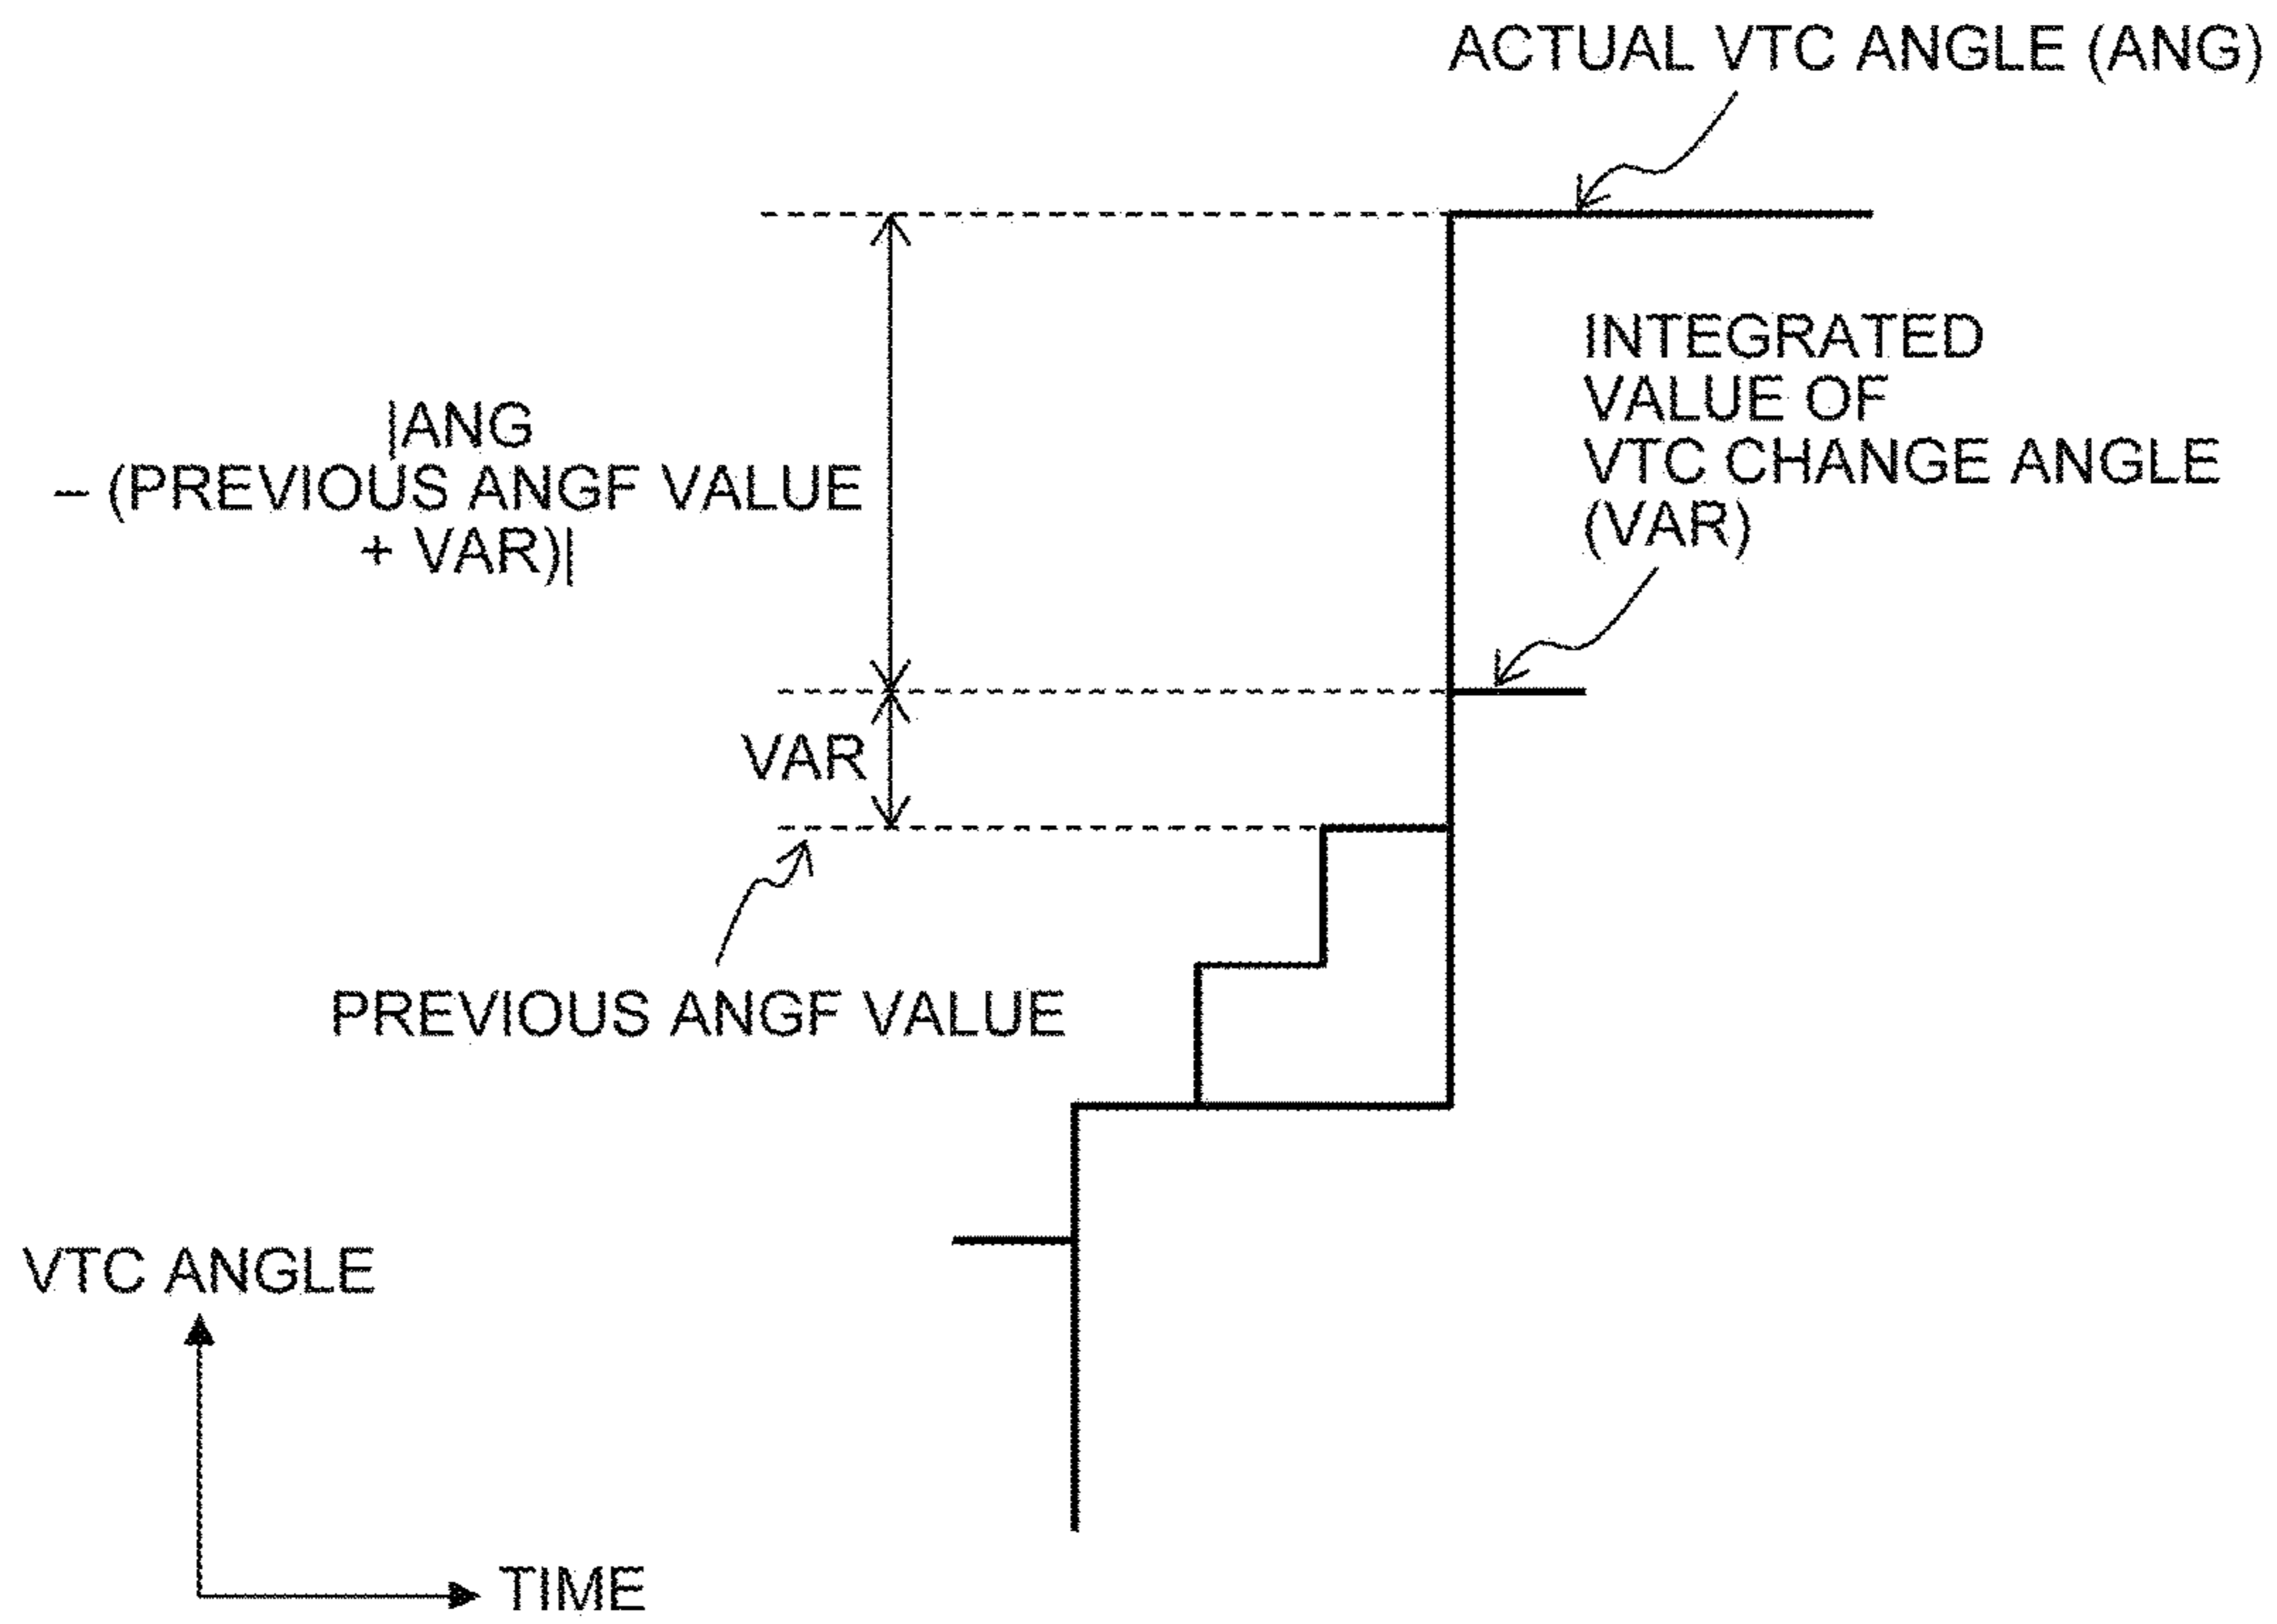 ACTUAL VTC ANGLE (ANG)
INTEGRATED
VALUE OF
VTC CHANGE ANGLE
(VAR)
|ANG
– (PREVIOUS ANGF VALUE
+ VAR)|
VAR
PREVIOUS ANGF VALUE
VTC ANGLE
TIME